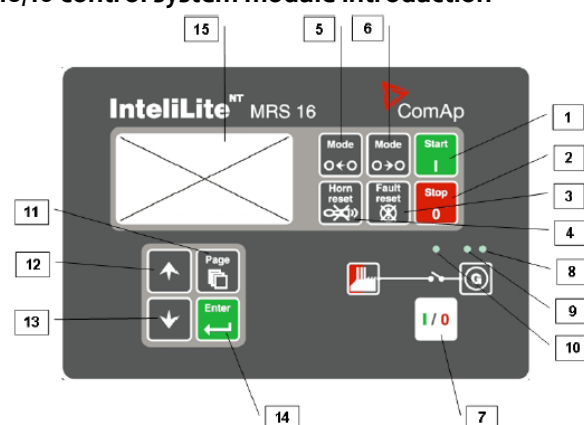 control system module introduction
15
5
6
InteliLite NT MRS 16
ComAp
Mode
Mode
Start
I
1
2
Horn reset
Fault reset
Stop
0
3
4
11
12
Page
Enter
13
G
8
9
10
I / 0
14
7